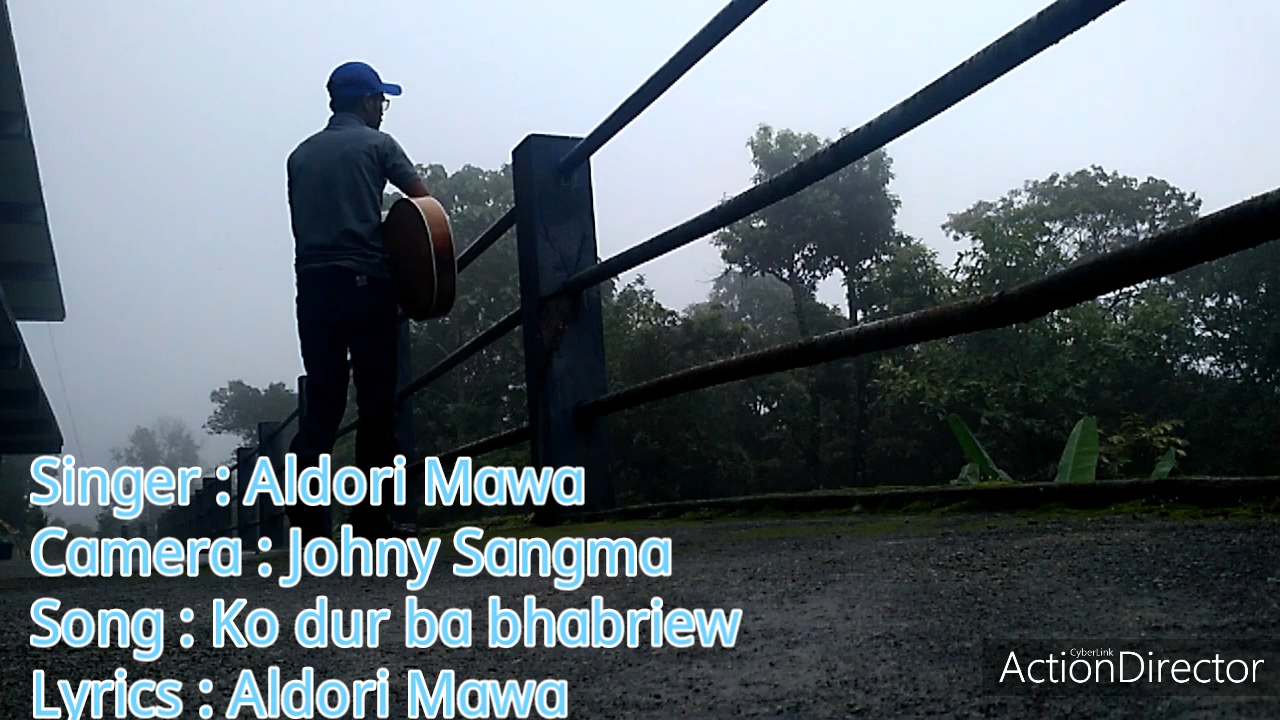 Singer : Aldori Mawa
Camera : Johny Sangma
Song : Ko dur ba bhabriew
Lyrics : Aldori Mawa
CyberLink
ActionDirector